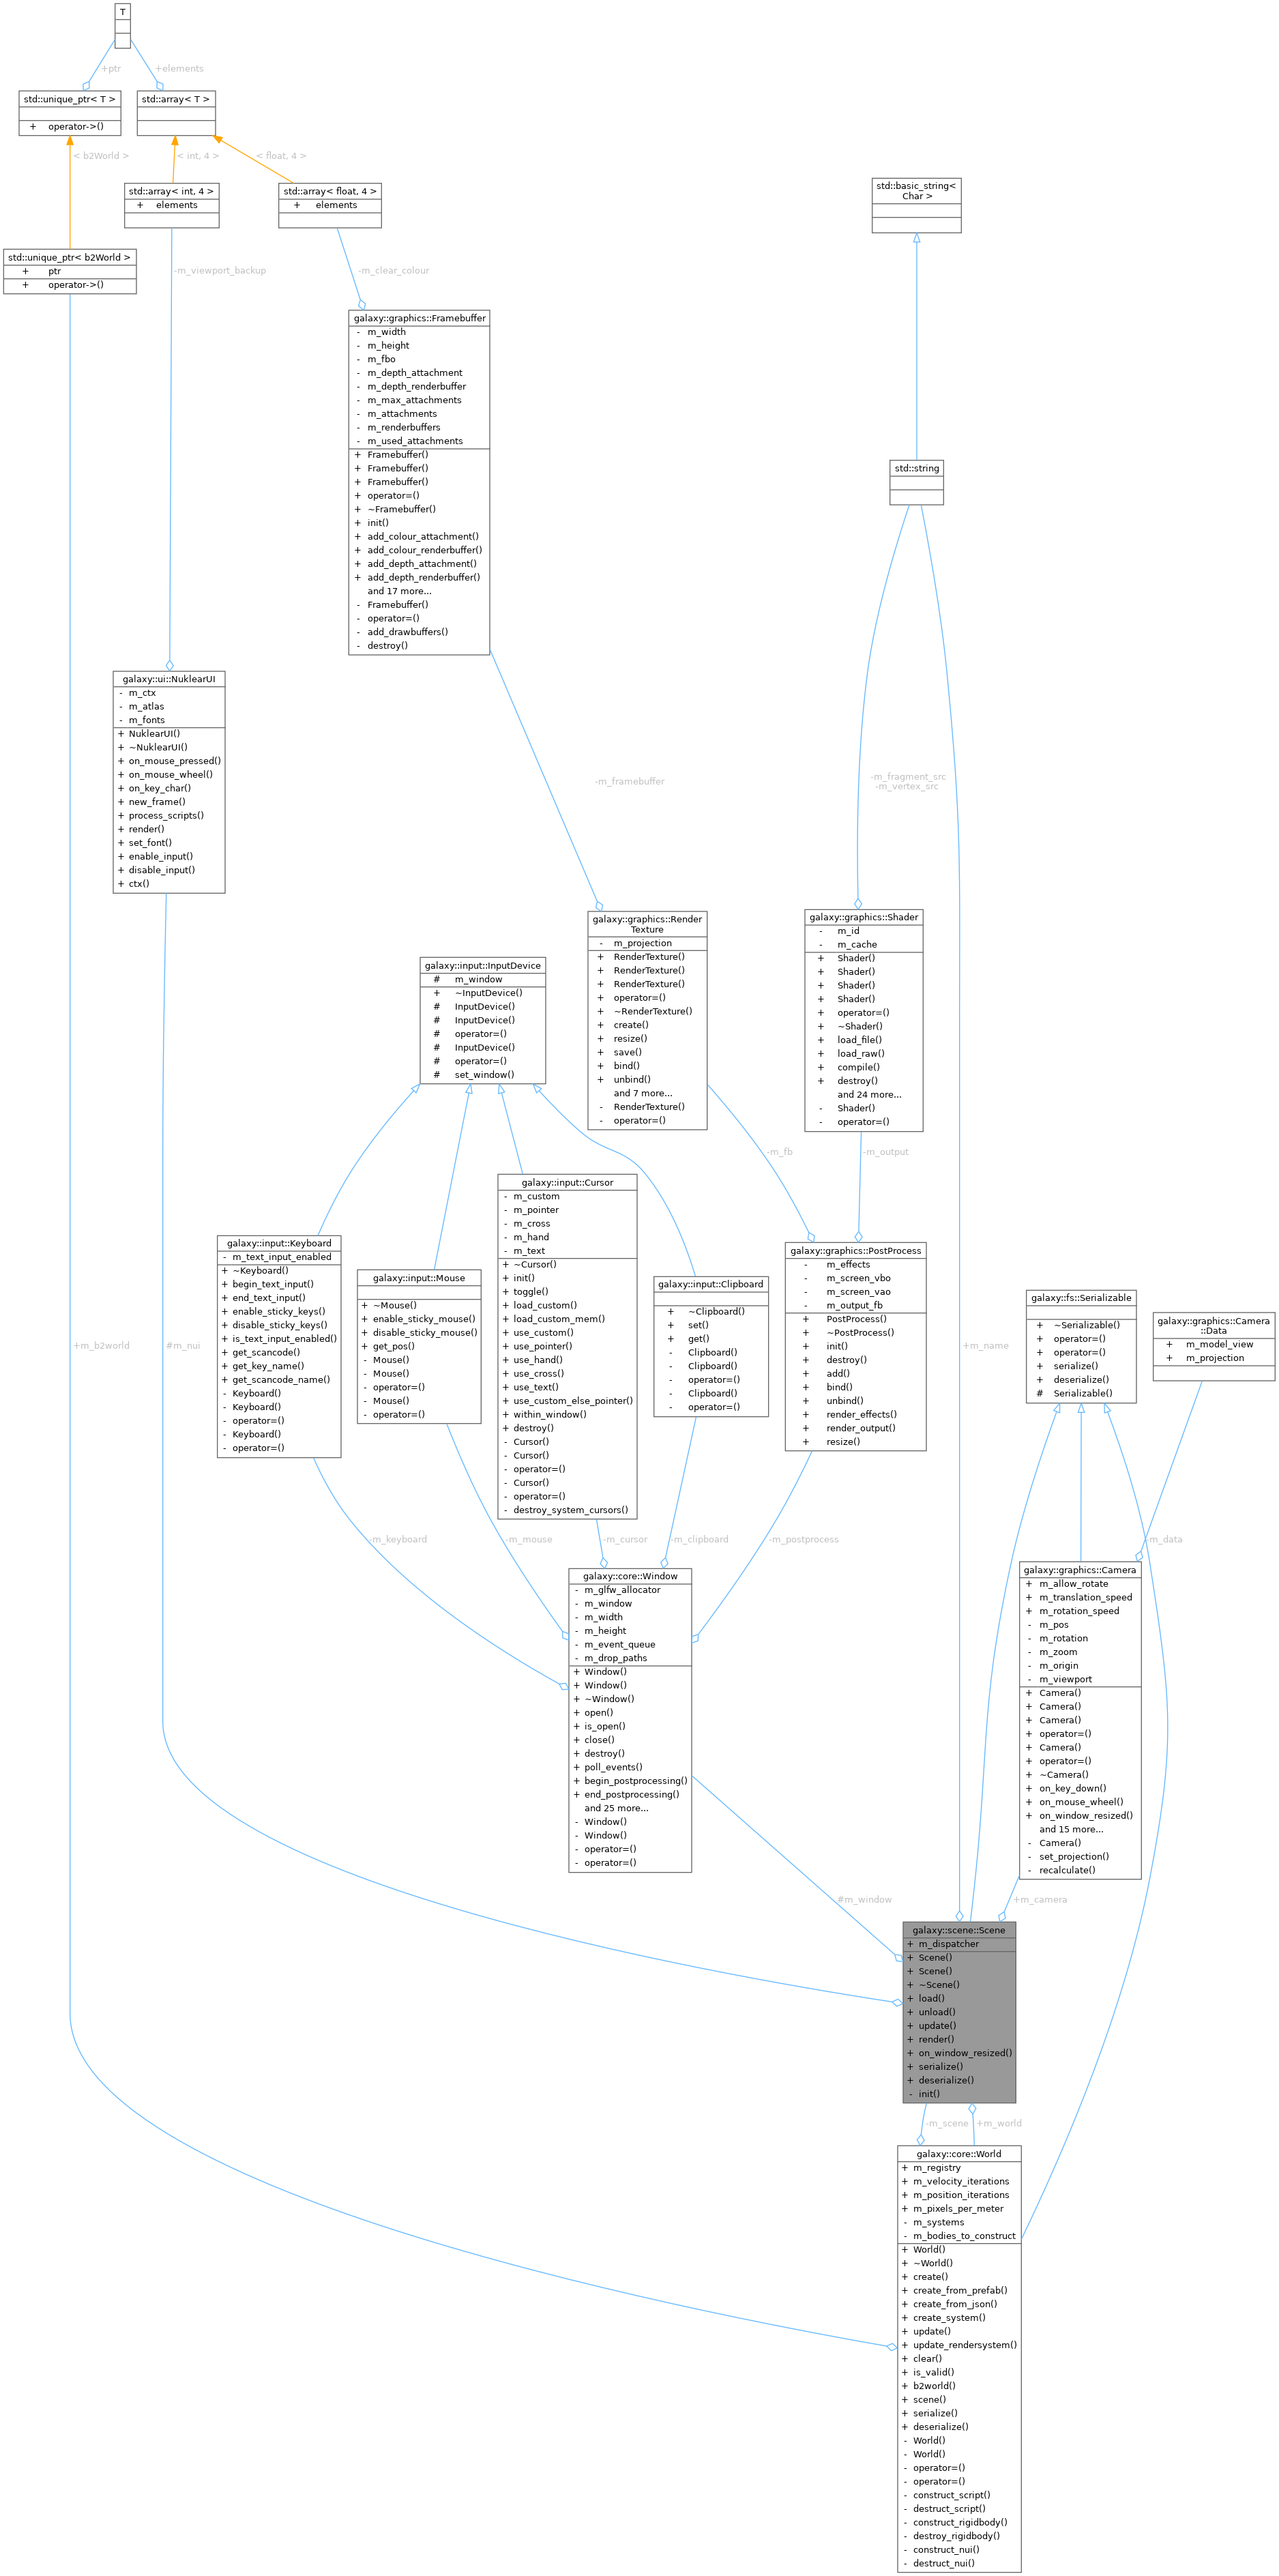 T
+ptr
+elements
std::unique_ptr< T >
+ operator->()
std::array< T >
< b2World >
< int, 4 >
< float, 4 >
std::array< int, 4 >
+ elements
std::array< float, 4 >
+ elements
std::basic_string<
Char >
std::unique_ptr< b2World >
+ ptr
+ operator->()
-m_viewport_backup
-m_clear_colour
galaxy::graphics::Framebuffer
- m_width
- m_height
- m_fbo
- m_depth_attachment
- m_depth_renderbuffer
- m_max_attachments
- m_attachments
- m_renderbuffers
- m_used_attachments
+ Framebuffer()
+ Framebuffer()
+ Framebuffer()
+ operator=()
+ ~Framebuffer()
+ init()
+ add_colour_attachment()
+ add_colour_renderbuffer()
+ add_depth_attachment()
+ add_depth_renderbuffer()
and 17 more...
- Framebuffer()
- operator=()
- add_drawbuffers()
- destroy()
std::string
galaxy::ui::NuklearUI
- m_ctx
- m_atlas
- m_fonts
+ NuklearUI()
+ ~NuklearUI()
+ on_mouse_pressed()
+ on_mouse_wheel()
+ on_key_char()
+ new_frame()
+ process_scripts()
+ render()
+ set_font()
+ enable_input()
+ disable_input()
+ ctx()
-m_framebuffer
-m_fragment_src
-m_vertex_src
galaxy::graphics::Render
Texture
- m_projection
+ RenderTexture()
+ RenderTexture()
+ RenderTexture()
+ operator=()
+ ~RenderTexture()
+ create()
+ resize()
+ save()
+ bind()
+ unbind()
and 7 more...
- RenderTexture()
- operator=()
galaxy::graphics::Shader
- m_id
- m_cache
+ Shader()
+ Shader()
+ Shader()
+ Shader()
+ operator=()
+ ~Shader()
+ load_file()
+ load_raw()
+ compile()
+ destroy()
and 24 more...
- Shader()
- operator=()
galaxy::input::InputDevice
# m_window
+ ~InputDevice()
# InputDevice()
# InputDevice()
# operator=()
# InputDevice()
# operator=()
# set_window()
-m_fb
-m_output
galaxy::input::Cursor
- m_custom
- m_pointer
- m_cross
- m_hand
- m_text
+ ~Cursor()
+ init()
+ toggle()
+ load_custom()
+ load_custom_mem()
+ use_custom()
+ use_pointer()
+ use_hand()
+ use_cross()
+ use_text()
+ use_custom_else_pointer()
+ within_window()
+ destroy()
- Cursor()
- Cursor()
- operator=()
- Cursor()
- operator=()
- destroy_system_cursors()
galaxy::input::Keyboard
- m_text_input_enabled
+ ~Keyboard()
+ begin_text_input()
+ end_text_input()
+ enable_sticky_keys()
+ disable_sticky_keys()
+ is_text_input_enabled()
+ get_scancode()
+ get_key_name()
+ get_scancode_name()
- Keyboard()
- Keyboard()
- operator=()
- Keyboard()
- operator=()
galaxy::input::Mouse
+ ~Mouse()
+ enable_sticky_mouse()
+ disable_sticky_mouse()
+ get_pos()
- Mouse()
- Mouse()
- operator=()
- Mouse()
- operator=()
galaxy::input::Clipboard
+ ~Clipboard()
+ set()
+ get()
- Clipboard()
- Clipboard()
- operator=()
- Clipboard()
- operator=()
galaxy::graphics::PostProcess
- m_effects
- m_screen_vbo
- m_screen_vao
- m_output_fb
+ PostProcess()
+ ~PostProcess()
+ init()
+ destroy()
+ add()
+ bind()
+ unbind()
+ render_effects()
+ render_output()
+ resize()
galaxy::fs::Serializable
+ ~Serializable()
+ operator=()
+ operator=()
+ serialize()
+ deserialize()
# Serializable()
galaxy::graphics::Camera
::Data
+ m_model_view
+ m_projection
+m_b2world
#m_nui
+m_name
-m_keyboard
-m_mouse
-m_cursor
-m_clipboard
-m_postprocess
-m_data
galaxy::core::Window
- m_glfw_allocator
- m_window
- m_width
- m_height
- m_event_queue
- m_drop_paths
+ Window()
+ Window()
+ ~Window()
+ open()
+ is_open()
+ close()
+ destroy()
+ poll_events()
+ begin_postprocessing()
+ end_postprocessing()
and 25 more...
- Window()
- Window()
- operator=()
- operator=()
galaxy::graphics::Camera
+ m_allow_rotate
+ m_translation_speed
+ m_rotation_speed
- m_pos
- m_rotation
- m_zoom
- m_origin
- m_viewport
+ Camera()
+ Camera()
+ Camera()
+ operator=()
+ Camera()
+ operator=()
+ ~Camera()
+ on_key_down()
+ on_mouse_wheel()
+ on_window_resized()
and 15 more...
- Camera()
- set_projection()
- recalculate()
#m_window
+m_camera
galaxy::scene::Scene
+ m_dispatcher
+ Scene()
+ Scene()
+ ~Scene()
+ load()
+ unload()
+ update()
+ render()
+ on_window_resized()
+ serialize()
+ deserialize()
- init()
-m_scene
+m_world
galaxy::core::World
+ m_registry
+ m_velocity_iterations
+ m_position_iterations
+ m_pixels_per_meter
- m_systems
- m_bodies_to_construct
+ World()
+ ~World()
+ create()
+ create_from_prefab()
+ create_from_json()
+ create_system()
+ update()
+ update_rendersystem()
+ clear()
+ is_valid()
+ b2world()
+ scene()
+ serialize()
+ deserialize()
- World()
- World()
- operator=()
- operator=()
- construct_script()
- destruct_script()
- construct_rigidbody()
- destroy_rigidbody()
- construct_nui()
- destruct_nui()